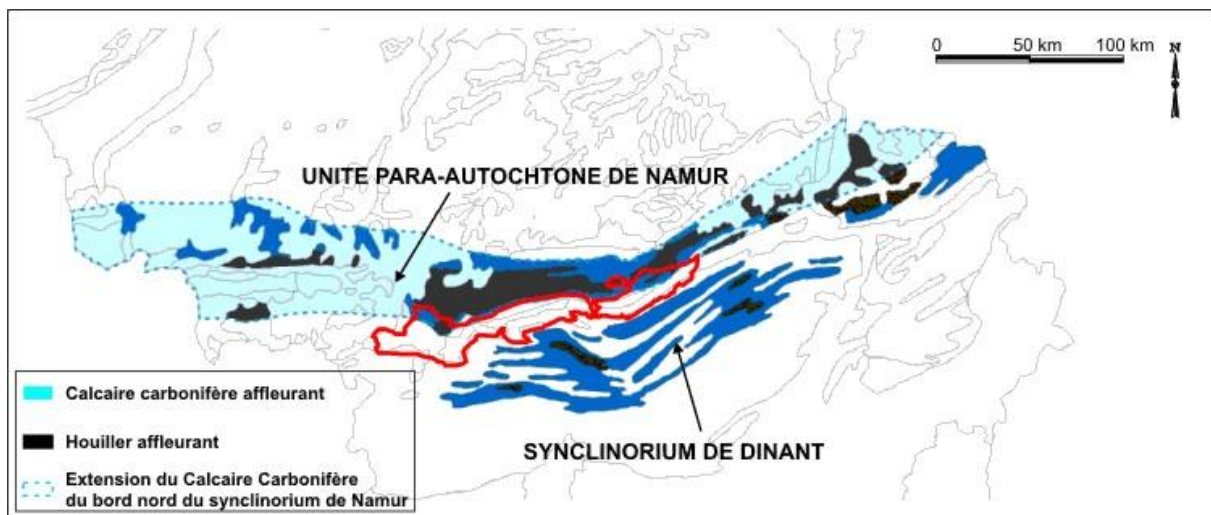 0 50 km 100 km
N
UNITE PARA-AUTOCHTONE DE NAMUR
Calcaire carbonifère affleurant
Houiller affleurant
Extension du Calcaire Carbonifère
du bord nord du synclinorium de Namur
SYNCLINORIUM DE DINANT